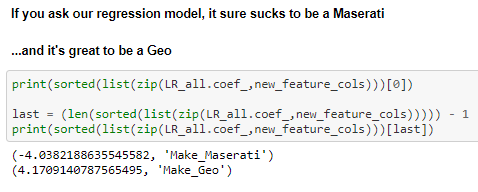 If you ask our regression model, it sure sucks to be a Maserati
...and it's great to be a Geo
print(sorted(list(zip(LR_all.coef_,new_feature_cols)))[0])
last = (len(sorted(list(zip(LR_all.coef_,new_feature_cols))))) - 1
print(sorted(list(zip(LR_all.coef_,new_feature_cols)))[last])
(-4.0382188635545582, 'Make_Maserati')
(4.1709140787565495, 'Make_Geo')